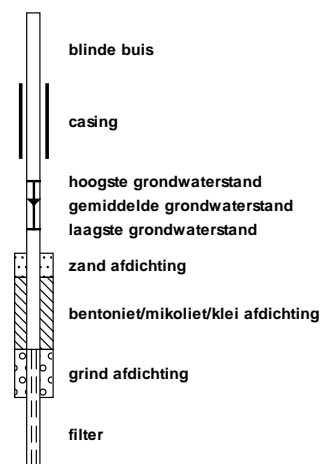 blinde buis
casing
hoogste grondwaterstand
gemiddelde grondwaterstand
laagste grondwaterstand
zand afdichting
bentoniet/mikoliet/klei afdichting
grind afdichting
filter